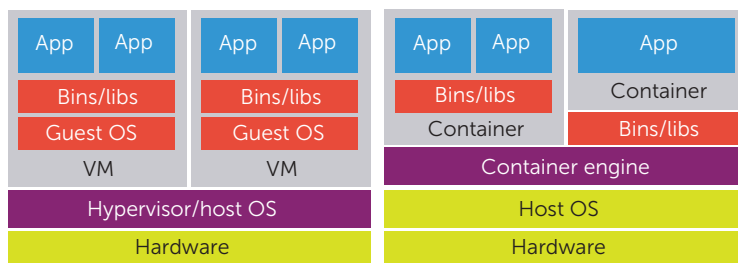 App App
Bins/libs
Guest OS
VM
App App
Bins/libs
Guest OS
VM
Hypervisor/host OS
Hardware
App App
Bins/libs
Container
App
Container
Bins/libs
Container engine
Host OS
Hardware